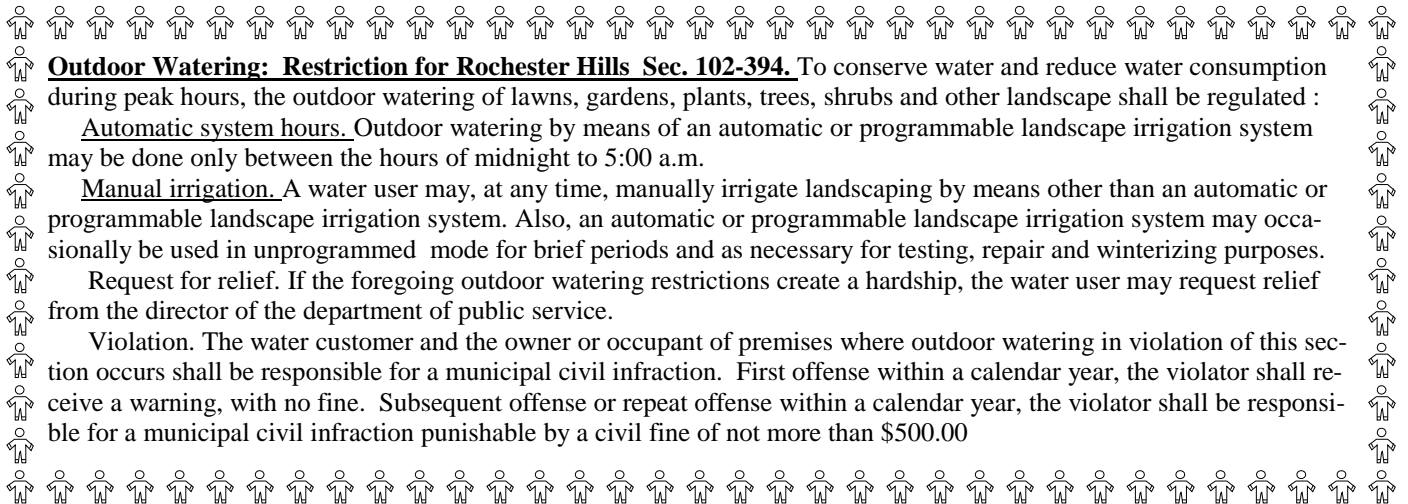 Outdoor Watering:  Restriction for Rochester Hills  Sec. 102-394. To conserve water and reduce water consumption
during peak hours, the outdoor watering of lawns, gardens, plants, trees, shrubs and other landscape shall be regulated :
Automatic system hours. Outdoor watering by means of an automatic or programmable landscape irrigation system
may be done only between the hours of midnight to 5:00 a.m.
Manual irrigation. A water user may, at any time, manually irrigate landscaping by means other than an automatic or
programmable landscape irrigation system. Also, an automatic or programmable landscape irrigation system may occa-
sionally be used in unprogrammed  mode for brief periods and as necessary for testing, repair and winterizing purposes.
Request for relief. If the foregoing outdoor watering restrictions create a hardship, the water user may request relief
from the director of the department of public service.
Violation. The water customer and the owner or occupant of premises where outdoor watering in violation of this sec-
tion occurs shall be responsible for a municipal civil infraction.  First offense within a calendar year, the violator shall re-
ceive a warning, with no fine.  Subsequent offense or repeat offense within a calendar year, the violator shall be responsi-
ble for a municipal civil infraction punishable by a civil fine of not more than $500.00